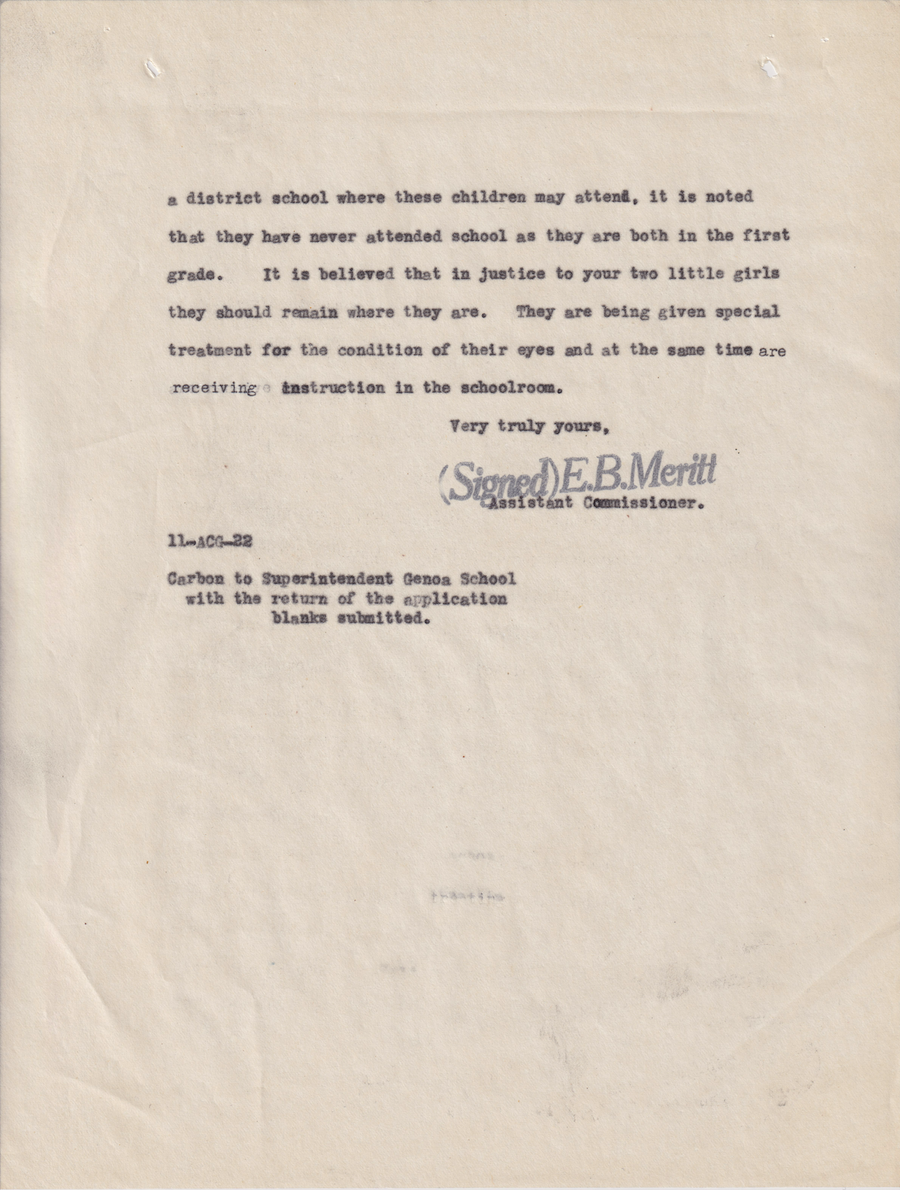 a district school where these children may attend, it is noted
that they have never attended school as they are both in the first
grade. It is believed that in justice to your two little girls
they should remain where they are. They are being given special
treatment for the condition of their eyes and at the same time are
receiving instruction in the schoolroom.
Very truly yours,
(Signed) E.B. Meritt
Assistant Commissioner.
11-ACG-22
Carbon to Superintendent Genoa School
with the return of the application
blanks submitted.